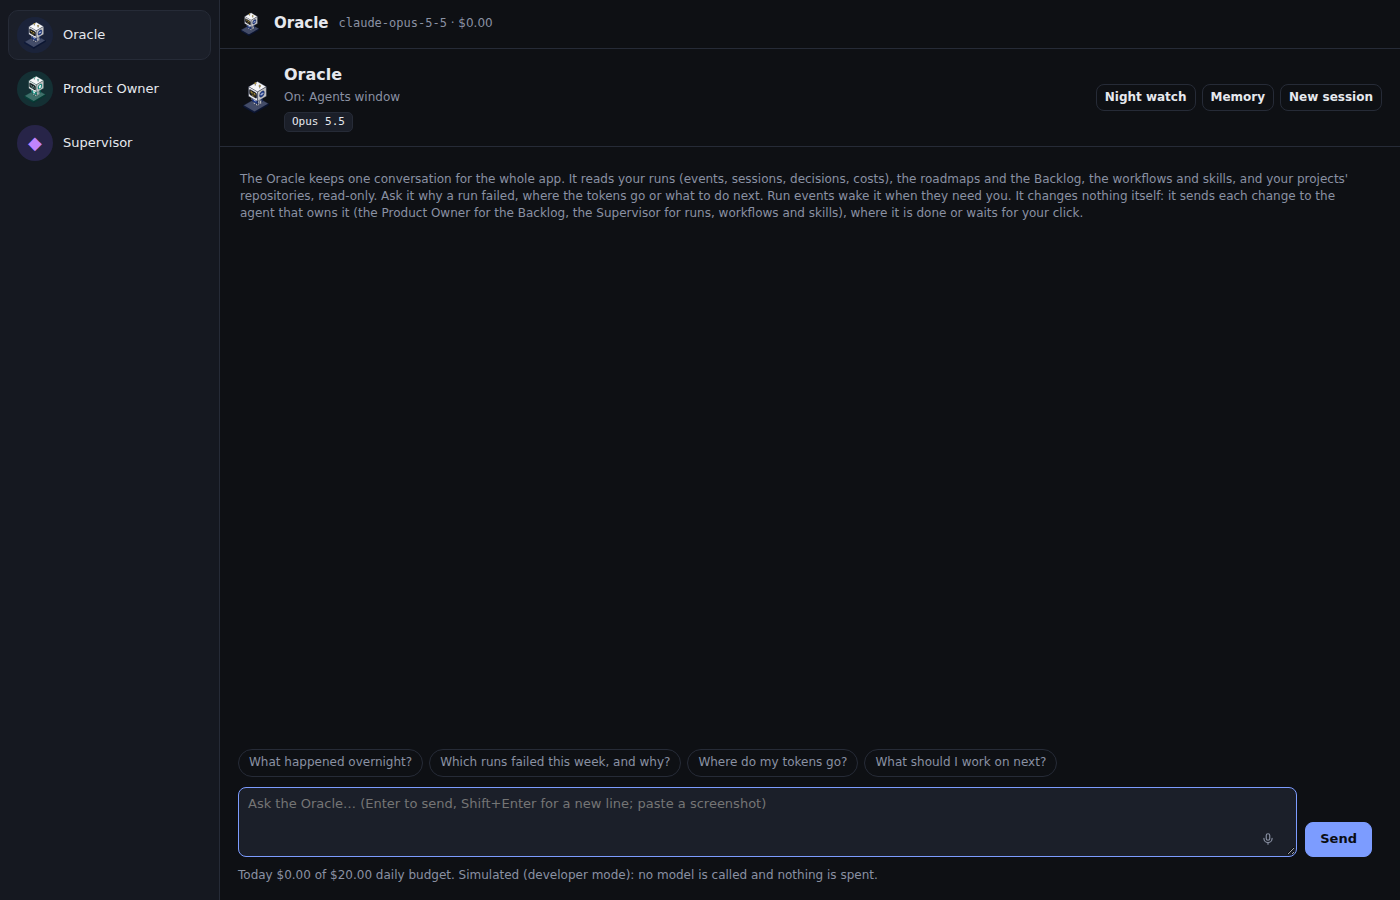 Oracle
Product Owner
Supervisor
Oracle claude-opus-5-5 · $0.00
Oracle
On: Agents window
Opus 5.5
Night watch Memory New session
The Oracle keeps one conversation for the whole app. It reads your runs (events, sessions, decisions, costs), the roadmaps and the Backlog, the workflows and skills, and your projects'
repositories, read-only. Ask it why a run failed, where the tokens go or what to do next. Run events wake it when they need you. It changes nothing itself: it sends each change to the
agent that owns it (the Product Owner for the Backlog, the Supervisor for runs, workflows and skills), where it is done or waits for your click.
What happened overnight? Which runs failed this week, and why? Where do my tokens go? What should I work on next?
Ask the Oracle... (Enter to send, Shift+Enter for a new line; paste a screenshot)
Send
Today $0.00 of $20.00 daily budget. Simulated (developer mode): no model is called and nothing is spent.